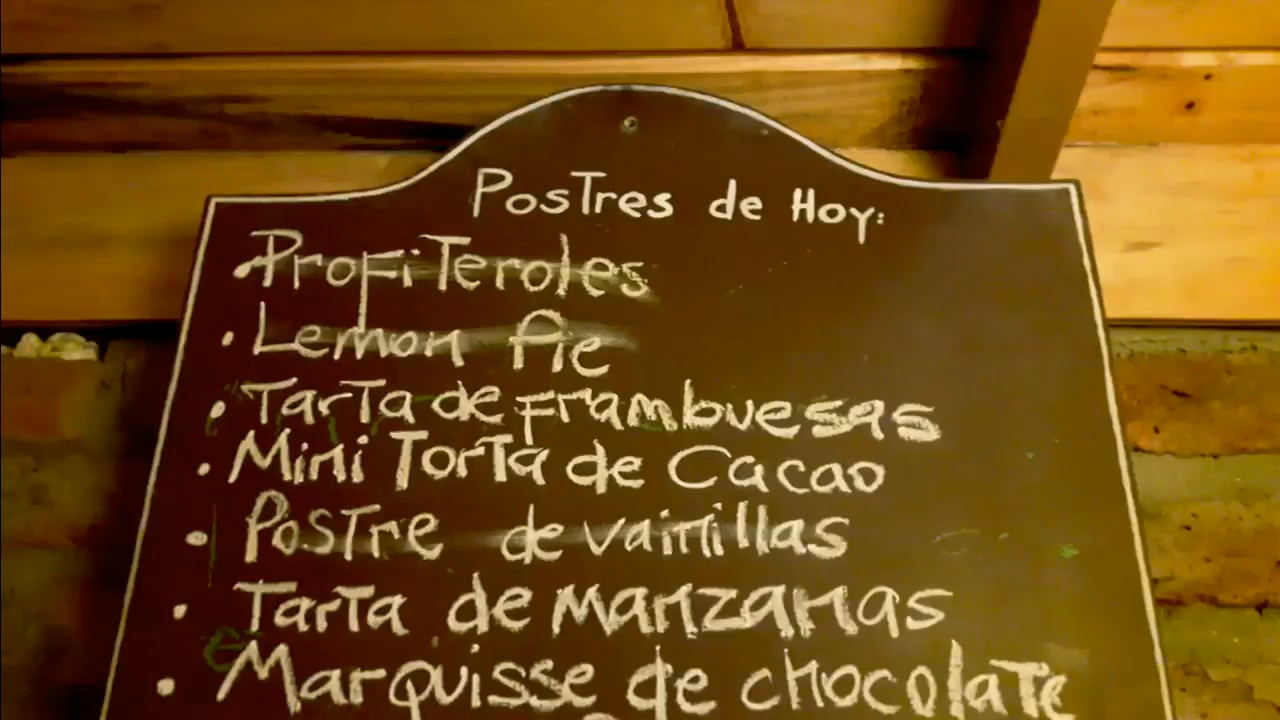 Postres de Hoy:
• Profiteroles
• Lemon Pie
• Tarta de Frambuesas
• Mini Torta de Cacao
• Postre de vainillas
• Tarta de Manzanas
• Marquisse de chocolate